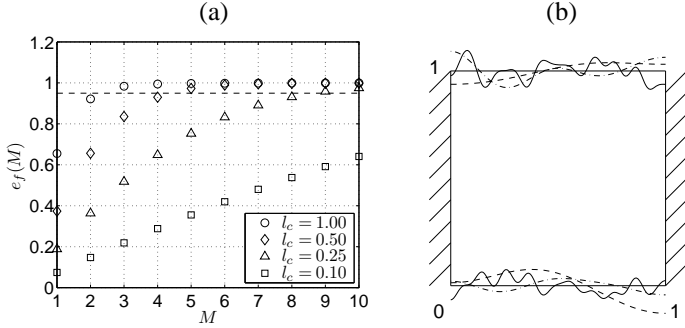 (a)
(b)
1.2
1
0.8
0.6
0.4
0.2
0
e_f(M)
1 2 3 4 5 6 7 8 9 10
M
l_c = 1.00
l_c = 0.50
l_c = 0.25
l_c = 0.10
1
0 1